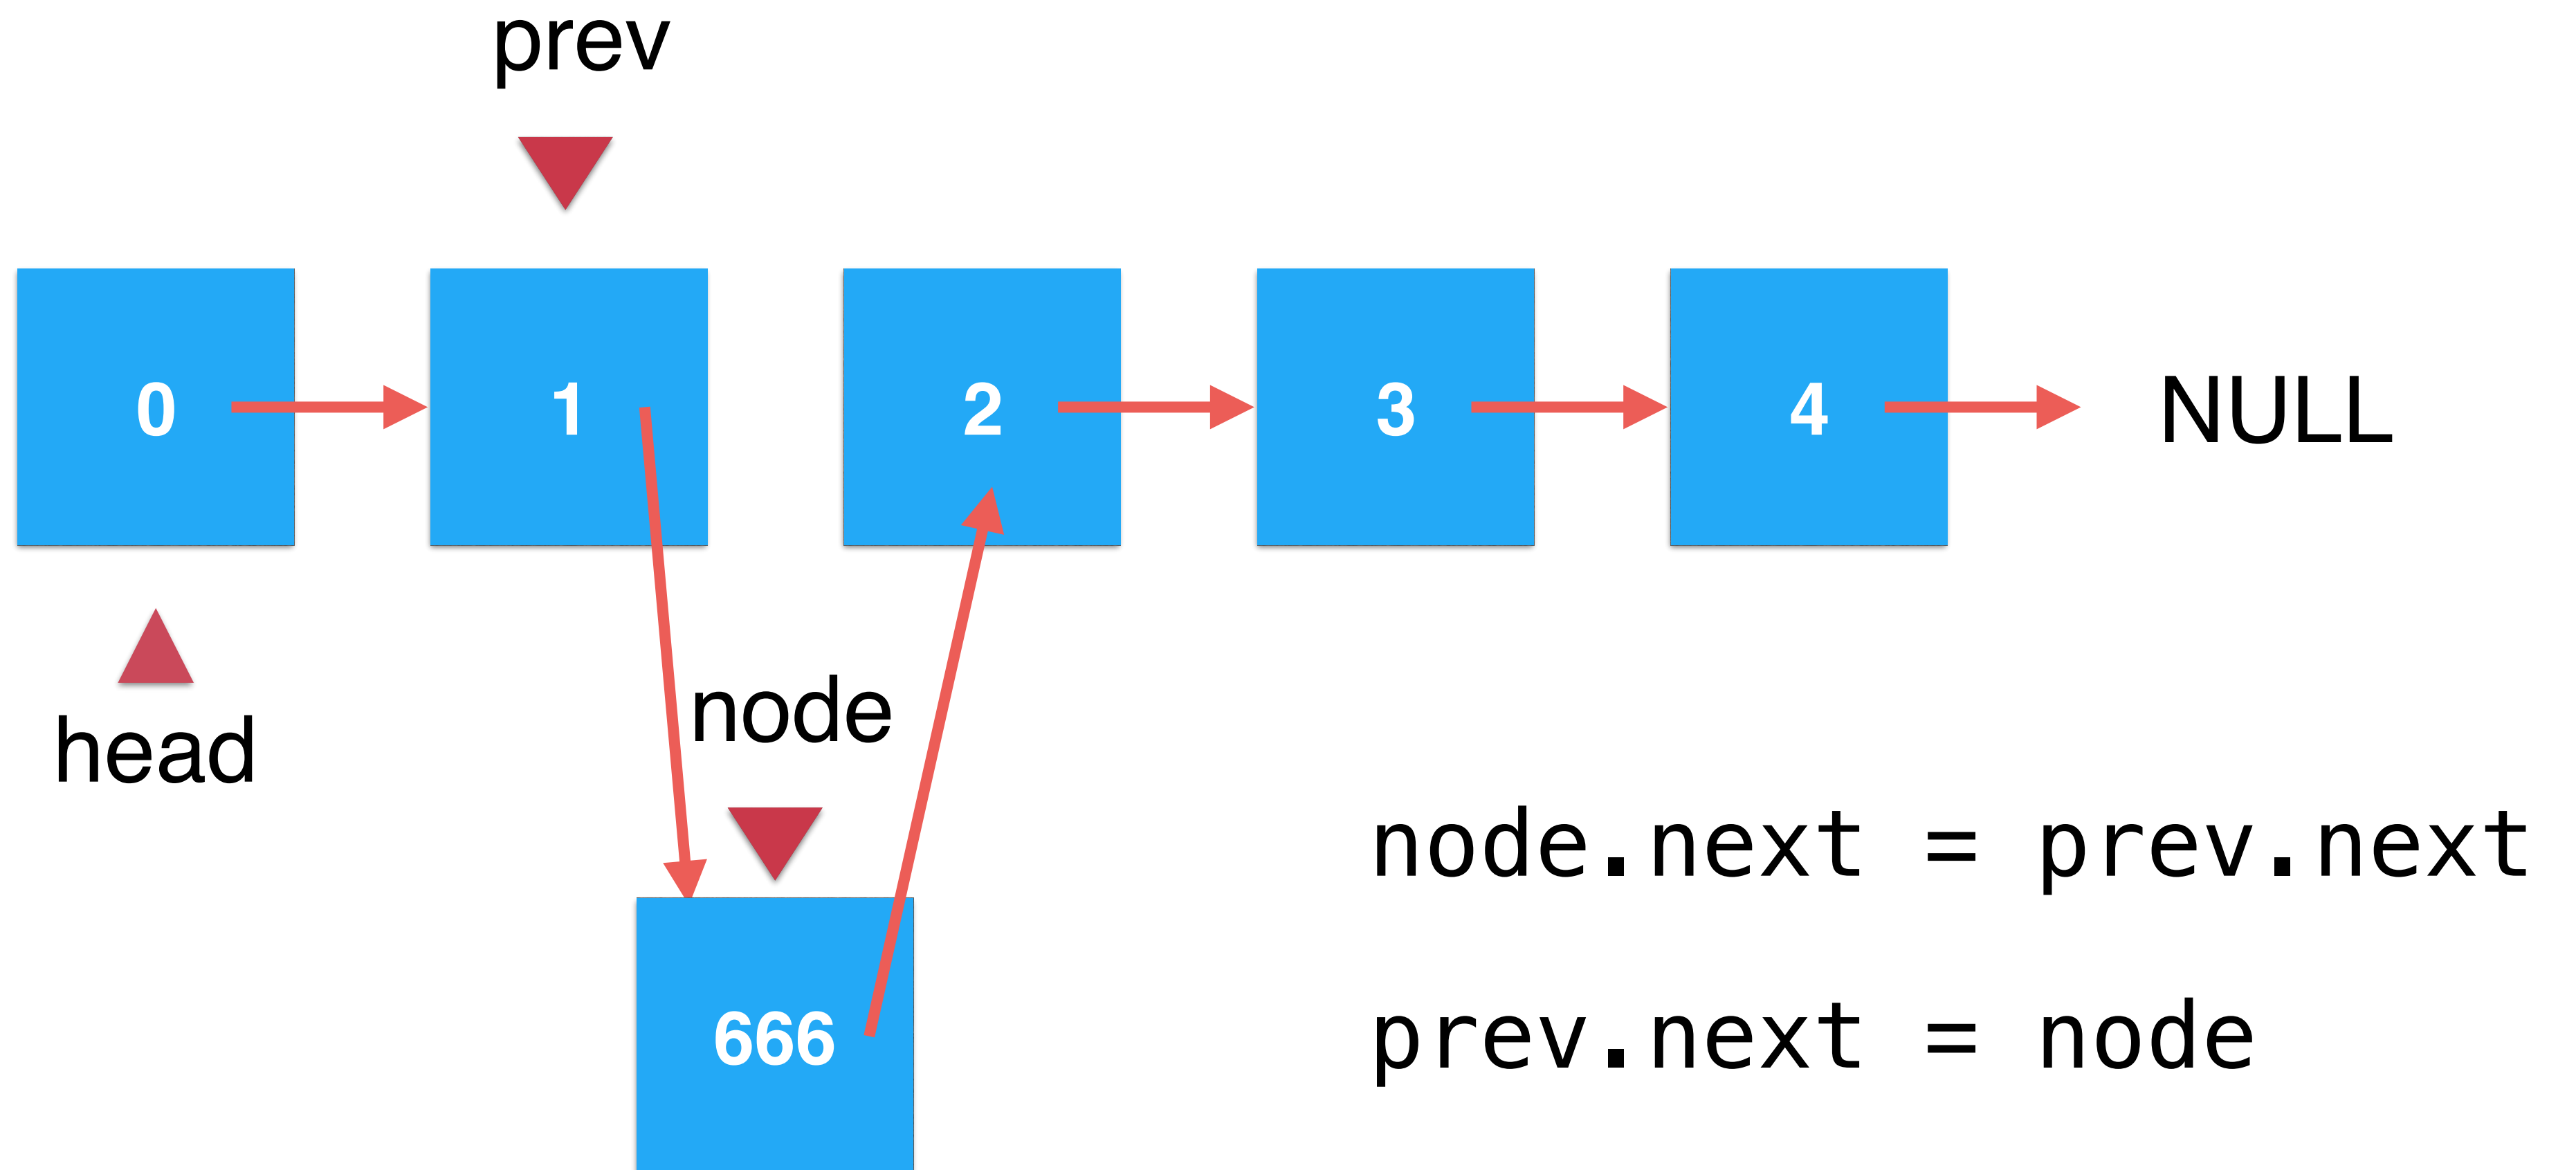 prev
0 1 2 3 4 NULL
head
node
666
node.next = prev.next
prev.next = node